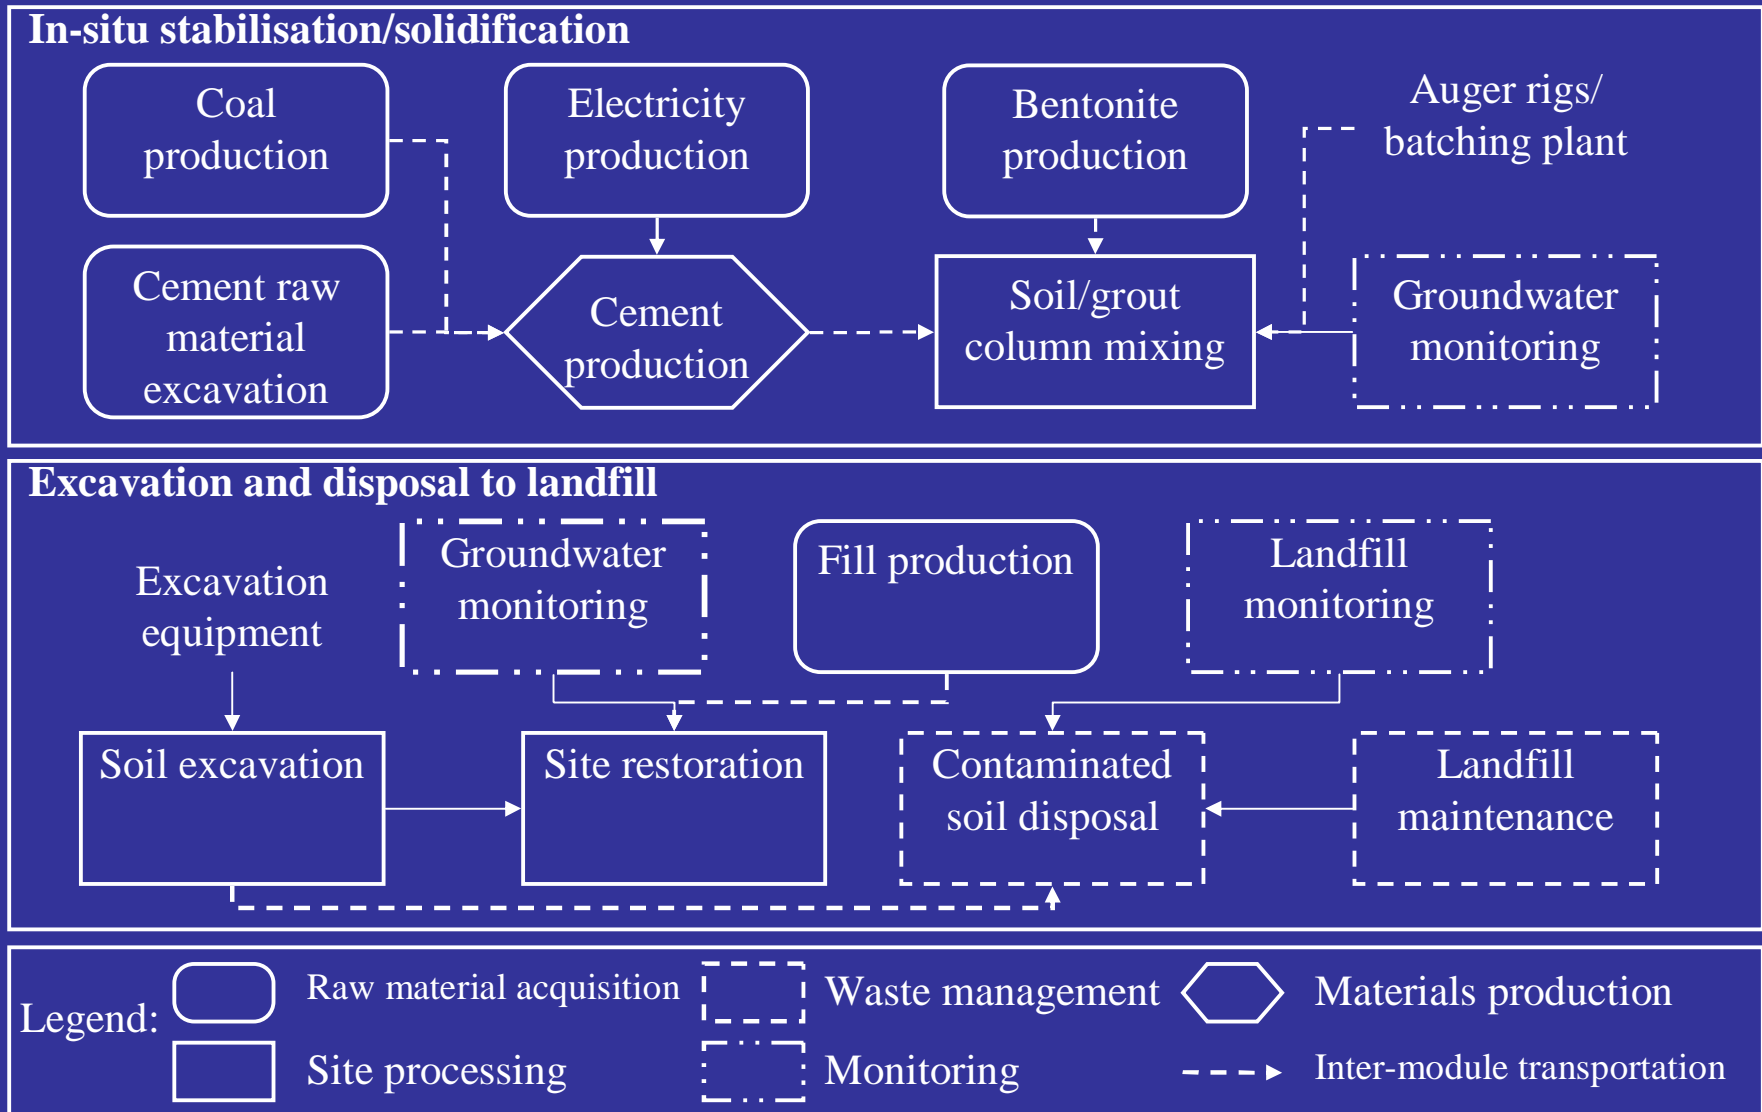 In-situ stabilisation/solidification
Coal
production
Electricity
production
Bentonite
production
Auger rigs/
batching plant
Cement raw
material
excavation
Cement
production
Soil/grout
column mixing
Groundwater
monitoring
Excavation and disposal to landfill
Excavation
equipment
Groundwater
monitoring
Fill production
Landfill
monitoring
Soil excavation
Site restoration
Contaminated
soil disposal
Landfill
maintenance
Legend:
Raw material acquisition
Waste management
Materials production
Site processing
Monitoring
Inter-module transportation